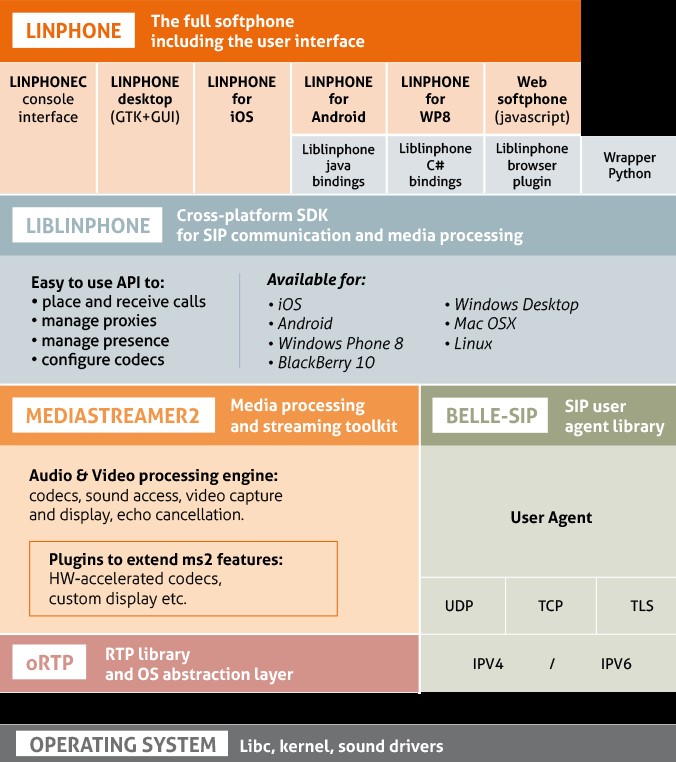 LINPHONE
The full softphone
including the user interface
LINPHONEC
console
interface
LINPHONE
desktop
(GTK+GUI)
LINPHONE
for
iOS
LINPHONE
for
Android
LINPHONE
for
WP8
Web
softphone
(javascript)
Liblinphone
java
bindings
Liblinphone
C#
bindings
Liblinphone
browser
plugin
Wrapper
Python
LIBLINPHONE
Cross-platform SDK
for SIP communication and media processing
Easy to use API to:
• place and receive calls
• manage proxies
• manage presence
• configure codecs
Available for:
• iOS
• Android
• Windows Phone 8
• BlackBerry 10
• Windows Desktop
• Mac OSX
• Linux
MEDIASTREAMER2
Media processing
and streaming toolkit
Audio & Video processing engine:
codecs, sound access, video capture
and display, echo cancellation.
Plugins to extend ms2 features:
HW-accelerated codecs,
custom display etc.
BELLE-SIP
SIP user
agent library
User Agent
UDP
TCP
TLS
IPV4 / IPV6
oRTP
RTP library
and OS abstraction layer
OPERATING SYSTEM
Libc, kernel, sound drivers